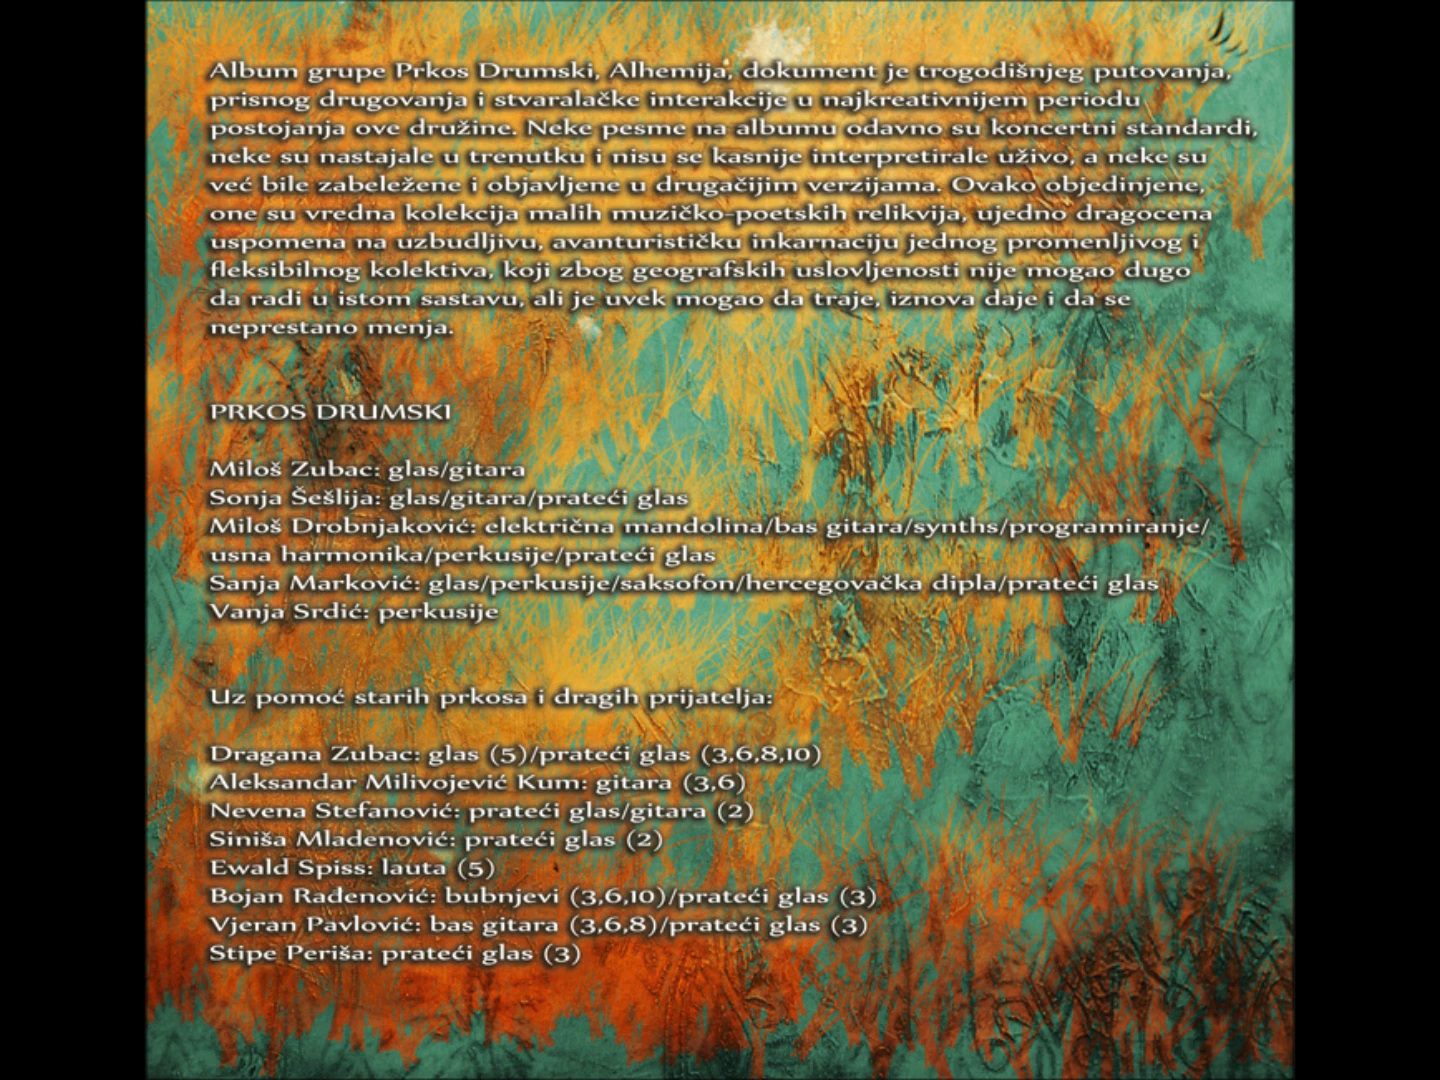 Album grupe Prkos Drumski, Alhemija, dokument je trogodišnjeg putovanja,
prisnog drugovanja i stvaralačke interakcije u najkreativnijem periodu
postojanja ove družine. Neke pesme na albumu odavno su koncertni standardi,
neke su nastajale u trenutku i nisu se kasnije interpretirale uživo, a neke su
već bile zabeležene i objavljene u drugačijim verzijama. Ovako objedinjene,
one su vredna kolekcija malih muzičko-poetskih relikvija, ujedno dragocena
uspomena na uzbudljivu, avanturističku inkarnaciju jednog promenljivog i
fleksibilnog kolektiva, koji zbog geografskih uslovljenosti nije mogao dugo
da radi u istom sastavu, ali je uvek mogao da traje, iznova daje i da se
neprestano menja.
PRKOS DRUMSKI
Miloš Zubac: glas/gitara
Sonja Šešlija: glas/gitara/prateći glas
Miloš Drobnjaković: električna mandolina/bas gitara/synths/programiranje/
usna harmonika/perkusije/prateći glas
Sanja Marković: glas/perkusije/saksofon/hercegovačka dipla/prateći glas
Vanja Srdić: perkusije
Uz pomoć starih prkosa i dragih prijatelja:
Dragana Zubac: glas (5)/prateći glas (3,6,8,10)
Aleksandar Milivojević Kum: gitara (3,6)
Nevena Stefanović: prateći glas/gitara (2)
Siniša Mladenović: prateći glas (2)
Ewald Spiss: lauta (5)
Bojan Rađenović: bubnjevi (3,6,10)/prateći glas (3)
Vjeran Pavlović: bas gitara (3,6,8)/prateći glas (3)
Stipe Periša: prateći glas (3)